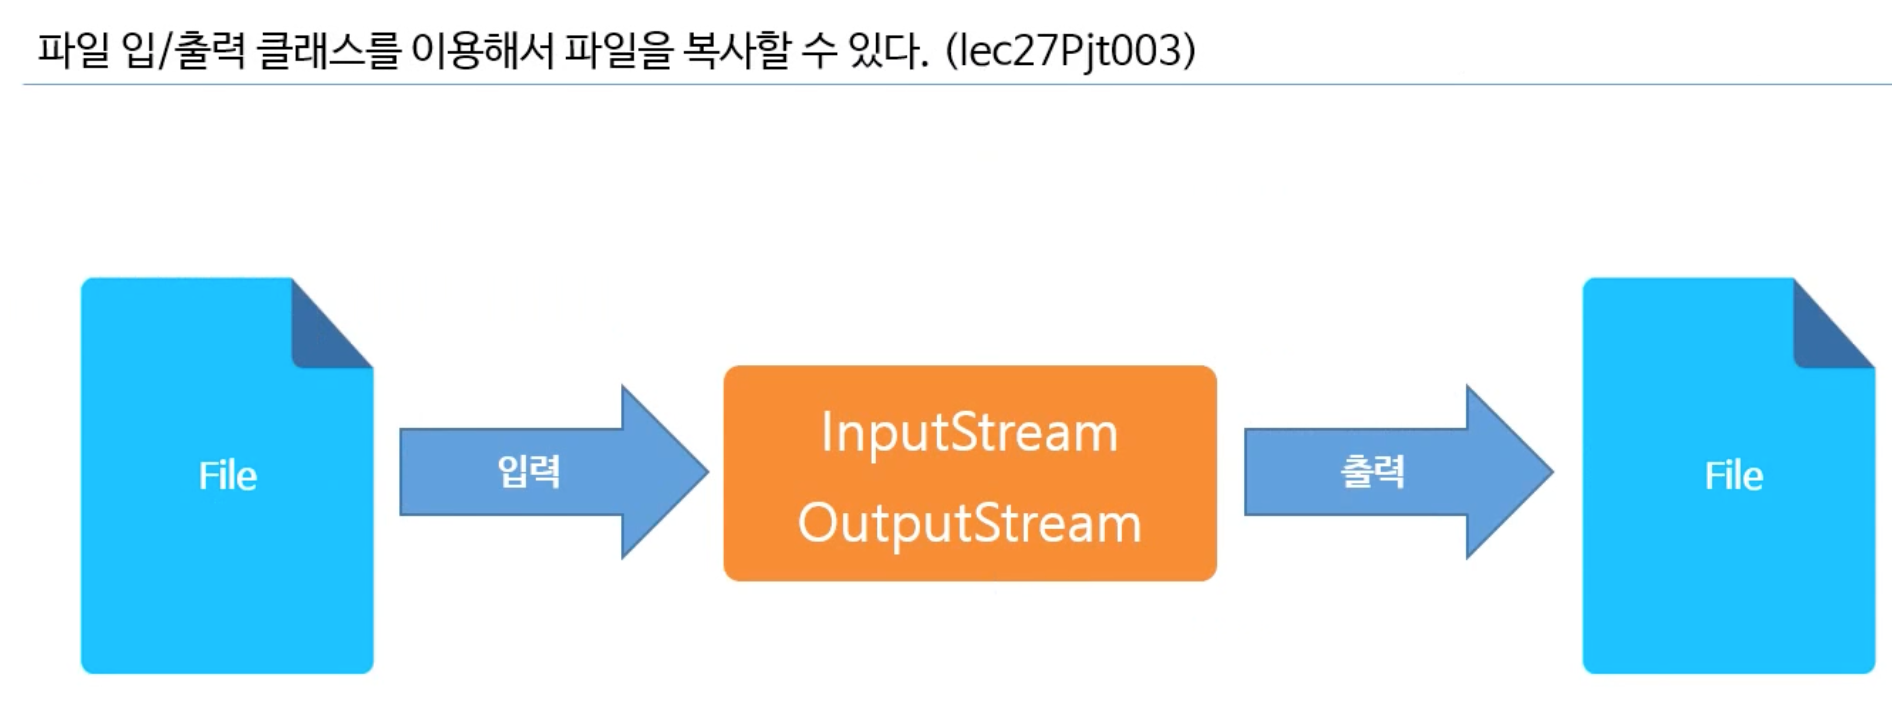 파일 입/출력 클래스를 이용해서 파일을 복사할 수 있다. (lec27Pjt003)
File
입력
InputStream
OutputStream
출력
File